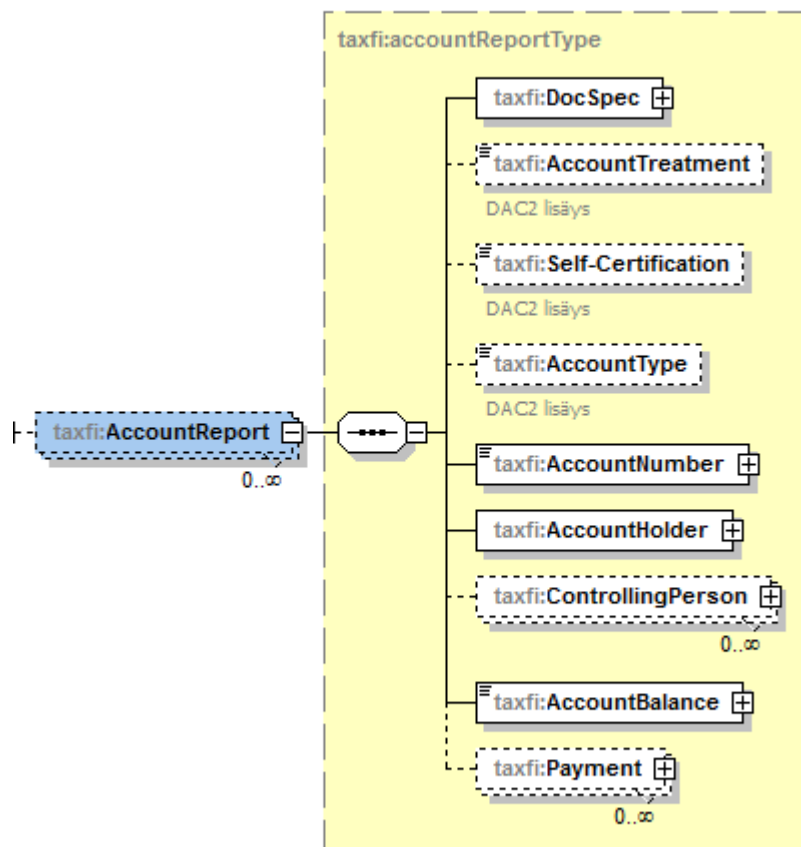 taxfi:accountReportType
taxfi:DocSpec
taxfi:AccountTreatment
DAC2 lisäys
taxfi:Self-Certification
DAC2 lisäys
taxfi:AccountType
DAC2 lisäys
taxfi:AccountReport
0..∞
taxfi:AccountNumber
taxfi:AccountHolder
taxfi:ControllingPerson
0..∞
taxfi:AccountBalance
taxfi:Payment
0..∞